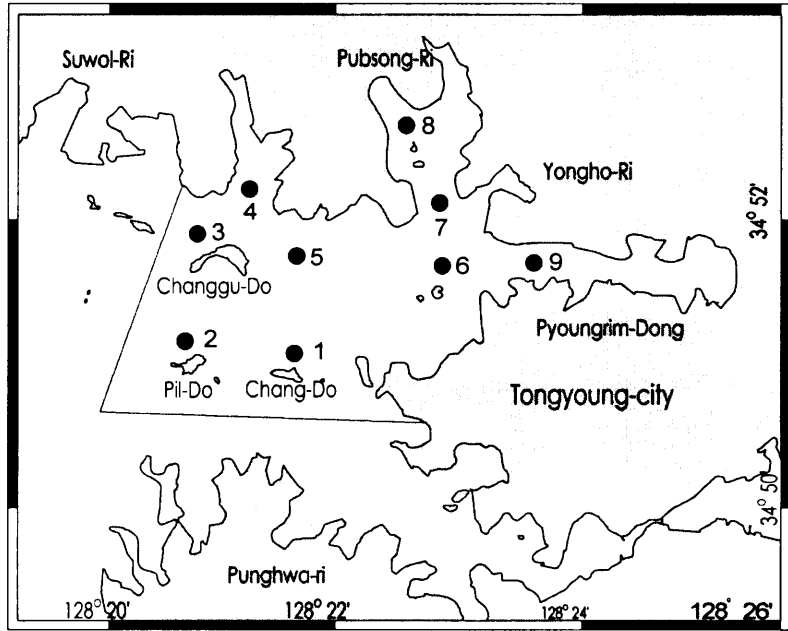 Suwol-Ri
Pubsong-Ri
8
Yongho-Ri
4
7
34° 52'
3
5
6
9
Changgu-Do
Pyoungrim-Dong
2
1
Pil-Do
Chang-Do
Tongyoung-city
34° 50'
Punghwa-ri
128° 20'
128° 22'
128° 24'
128° 26'